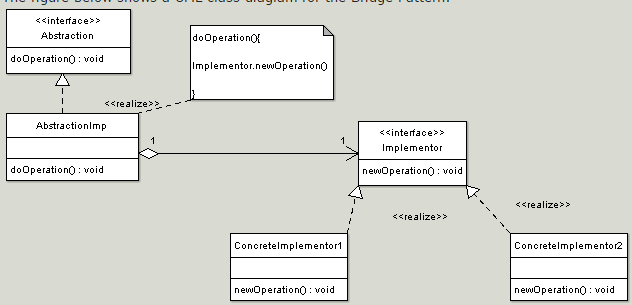 The figure below shows a UML class diagram for the Bridge Pattern:
<<interface>>
Abstraction
doOperation() : void
doOperation(){
Implementor.newOperation()
}
<<realize>>
AbstractionImp
doOperation() : void
1
1
<<interface>>
Implementor
newOperation() : void
<<realize>>
<<realize>>
ConcreteImplementor1
newOperation() : void
ConcreteImplementor2
newOperation() : void